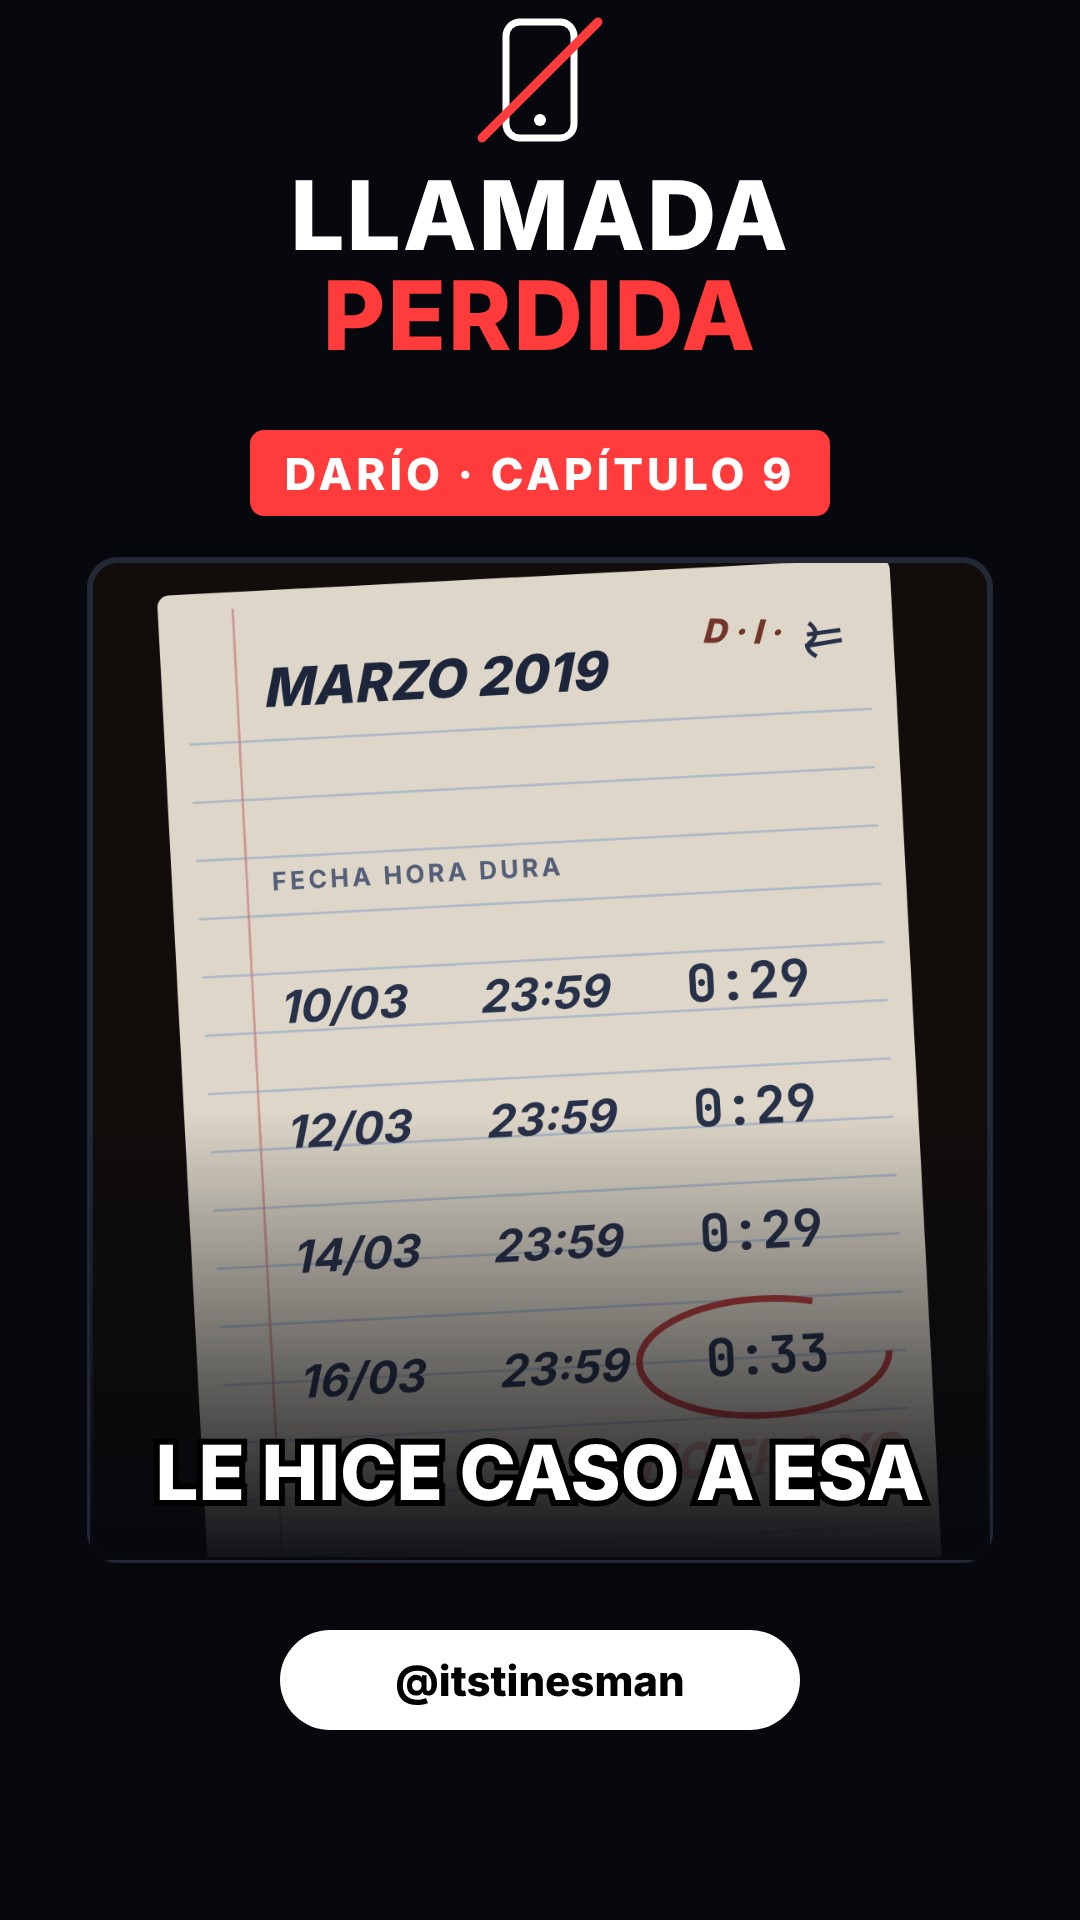 LLAMADA
PERDIDA
DARÍO · CAPÍTULO 9
D·I·
MARZO 2019
FECHA HORA DURA
10/03 23:59 0:29
12/03 23:59 0:29
14/03 23:59 0:29
16/03 23:59 0:33
LE HICE CASO A ESA
@itstinesman